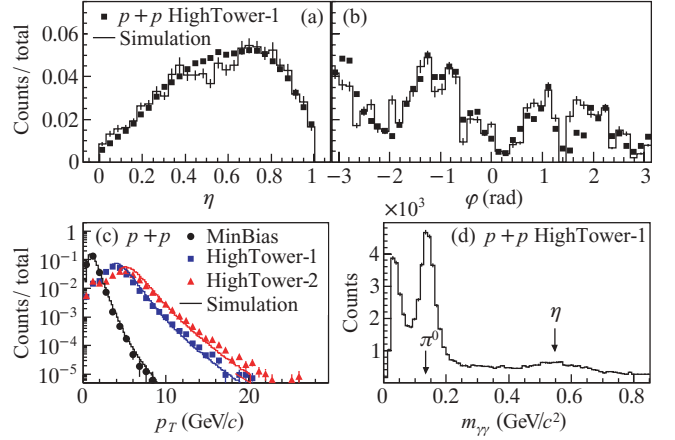 p + p HighTower-1 (a)
Simulation
Counts/ total
0.06
0.04
0.02
0
0 0.2 0.4 0.6 0.8 1
η
(b)
-3 -2 -1 0 1 2 3
φ (rad)
(c) p + p
MinBias
HighTower-1
HighTower-2
Simulation
Counts/ total
1
10⁻¹
10⁻²
10⁻³
10⁻⁴
10⁻⁵
0 10 20
p_T (GeV/c)
×10³
(d) p + p HighTower-1
Counts
4
3
2
1
0
π⁰
η
0 0.2 0.4 0.6 0.8
m_γγ (GeV/c²)